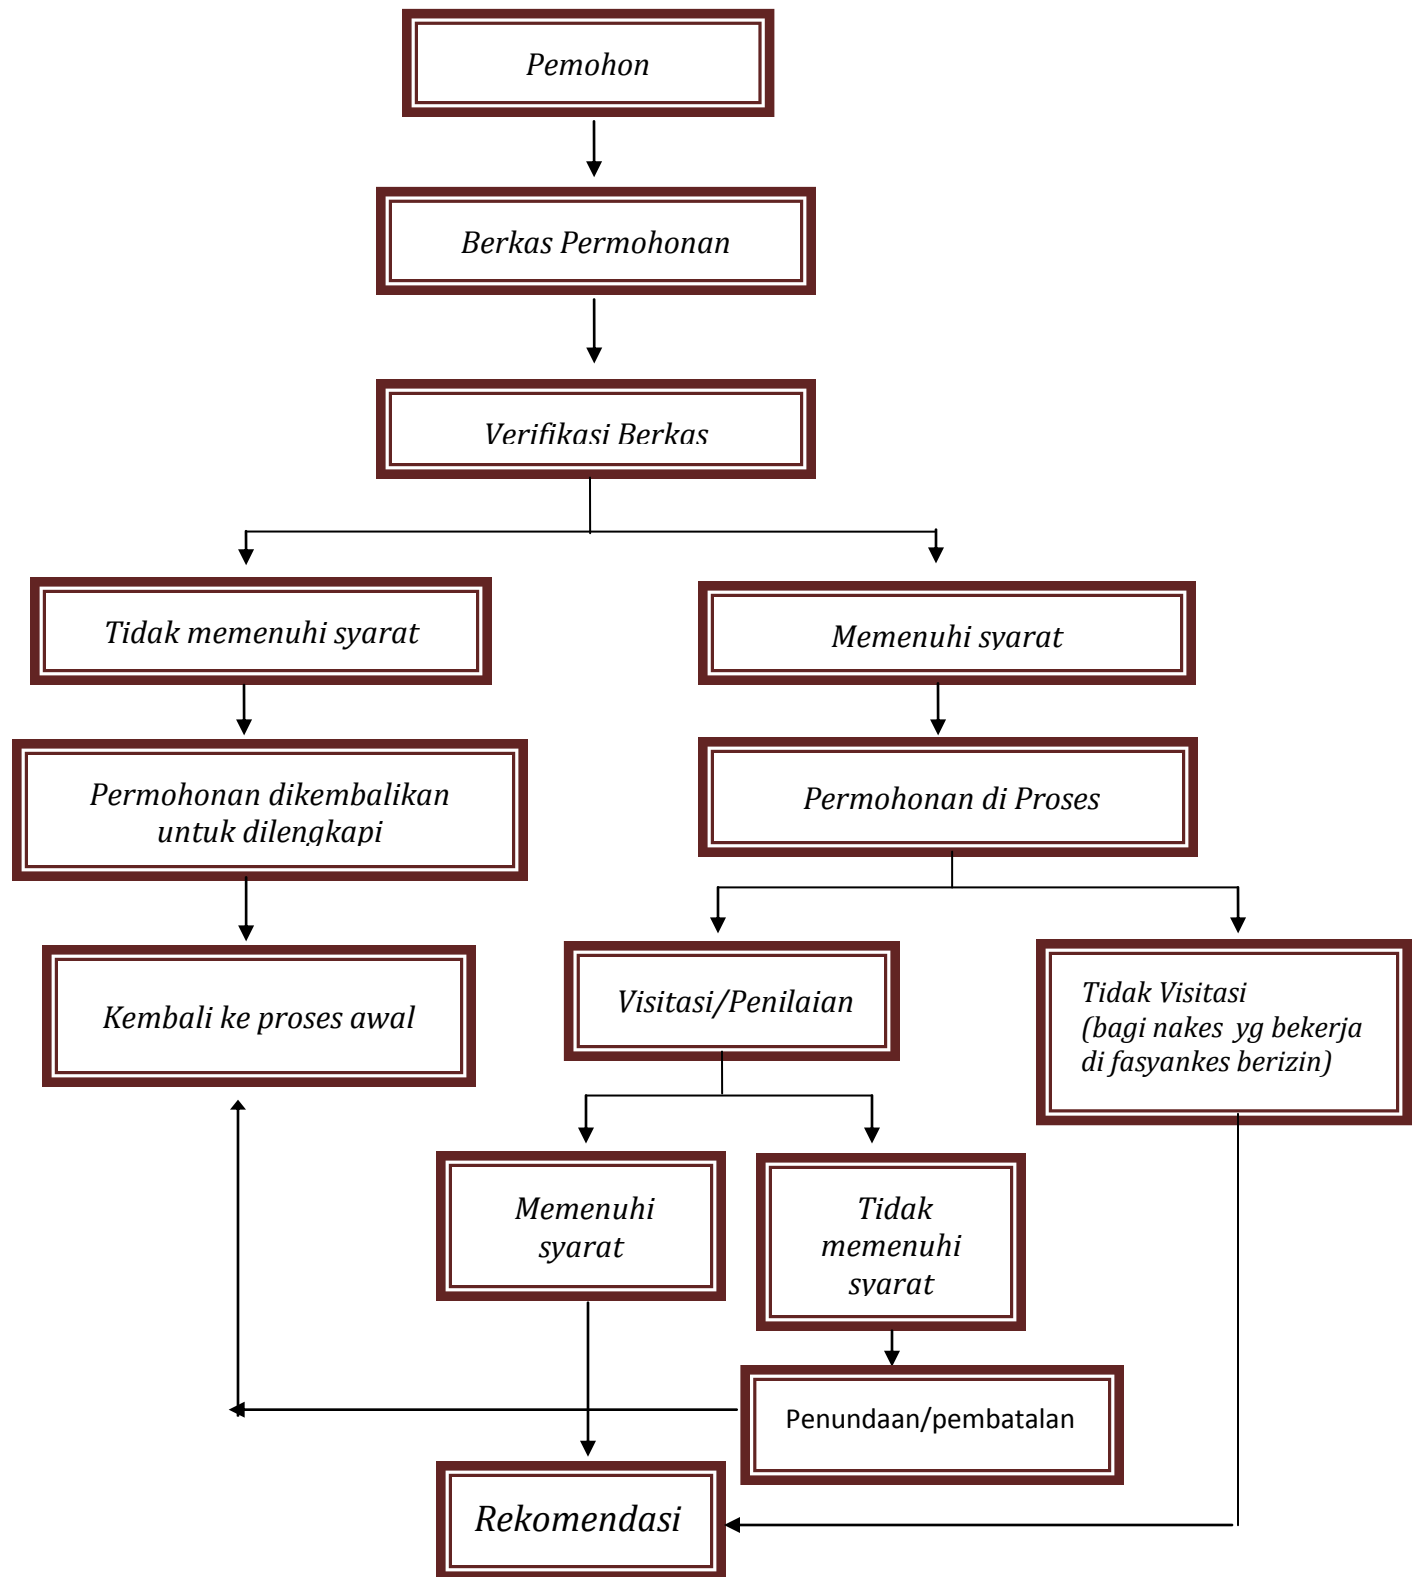 Pemohon
Berkas Permohonan
Verifikasi Berkas
Tidak memenuhi syarat
Memenuhi syarat
Permohonan dikembalikan
untuk dilengkapi
Permohonan di Proses
Kembali ke proses awal
Visitasi/Penilaian
Tidak Visitasi
(bagi nakes yg bekerja
di fasyankes berizin)
Memenuhi
syarat
Tidak
memenuhi
syarat
Penundaan/pembatalan
Rekomendasi